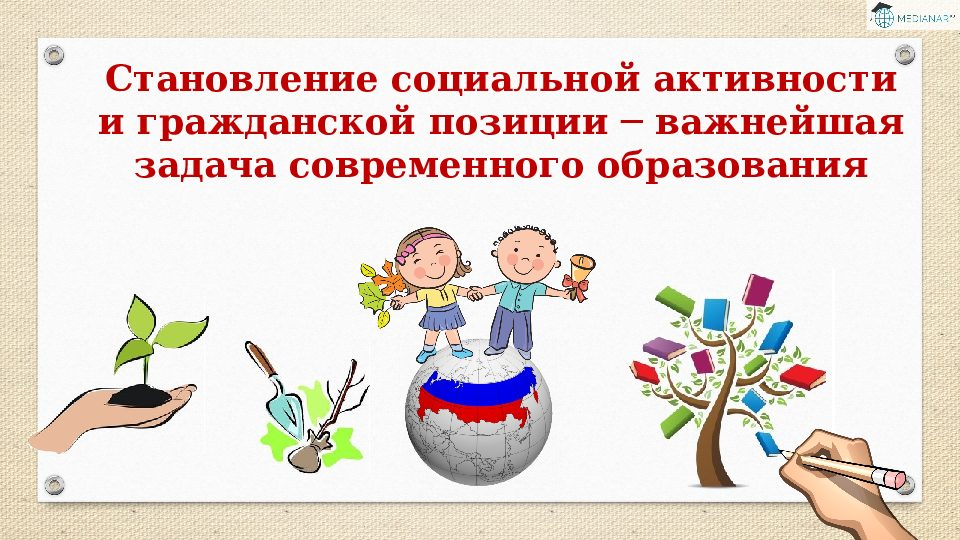 MEDIANAR
Становление социальной активности
и гражданской позиции – важнейшая
задача современного образования